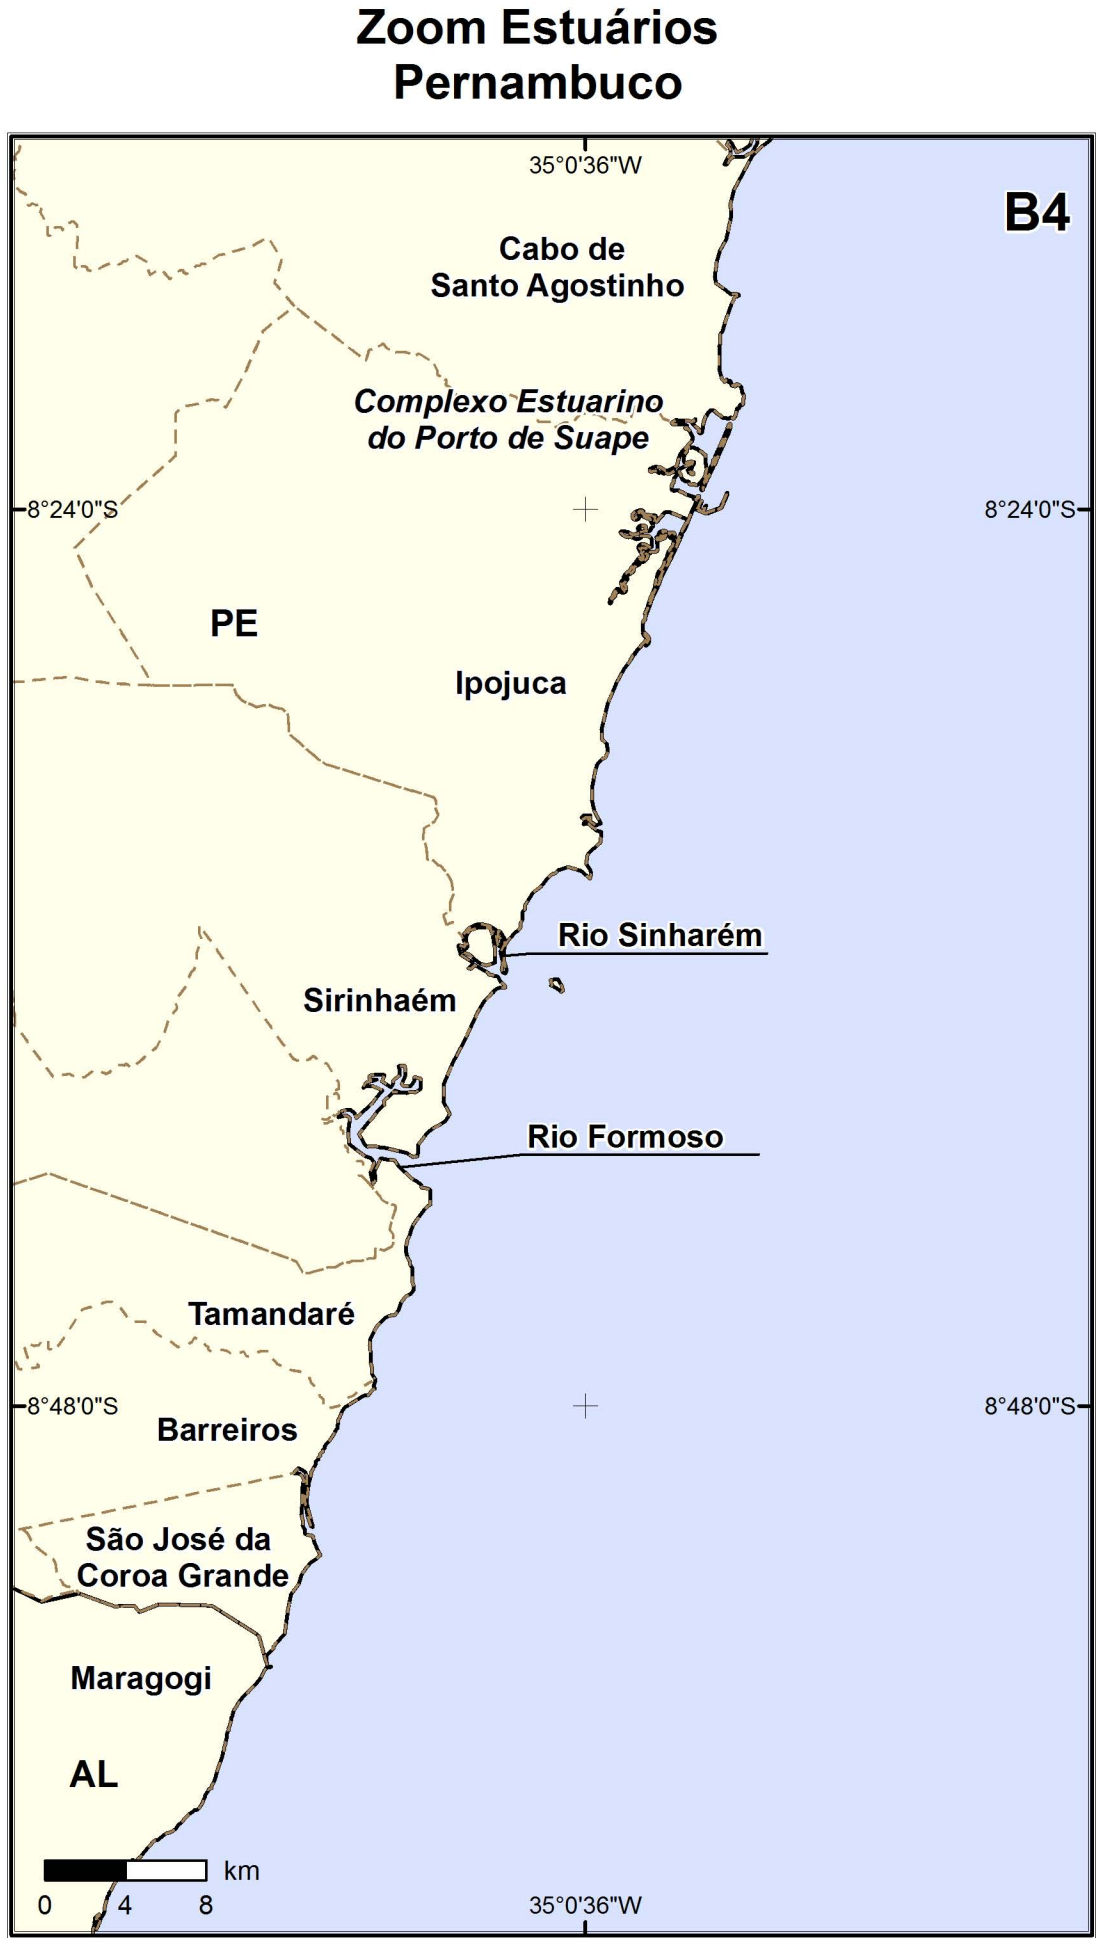 Zoom Estuários
Pernambuco
35°0'36"W
B4
Cabo de
Santo Agostinho
Complexo Estuarino
do Porto de Suape
8°24'0"S
8°24'0"S
PE
Ipojuca
Rio Sinharém
Sirinhaém
Rio Formoso
Tamandaré
8°48'0"S
8°48'0"S
Barreiros
São José da
Coroa Grande
Maragogi
AL
km
0 4 8
35°0'36"W